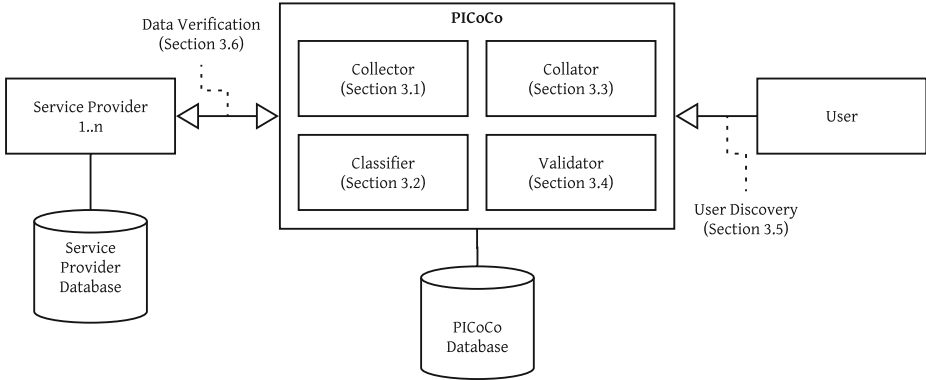 PICoCo
Data Verification
(Section 3.6)
Collector
(Section 3.1)
Collator
(Section 3.3)
Service Provider
1..n
User
Classifier
(Section 3.2)
Validator
(Section 3.4)
User Discovery
(Section 3.5)
Service
Provider
Database
PICoCo
Database